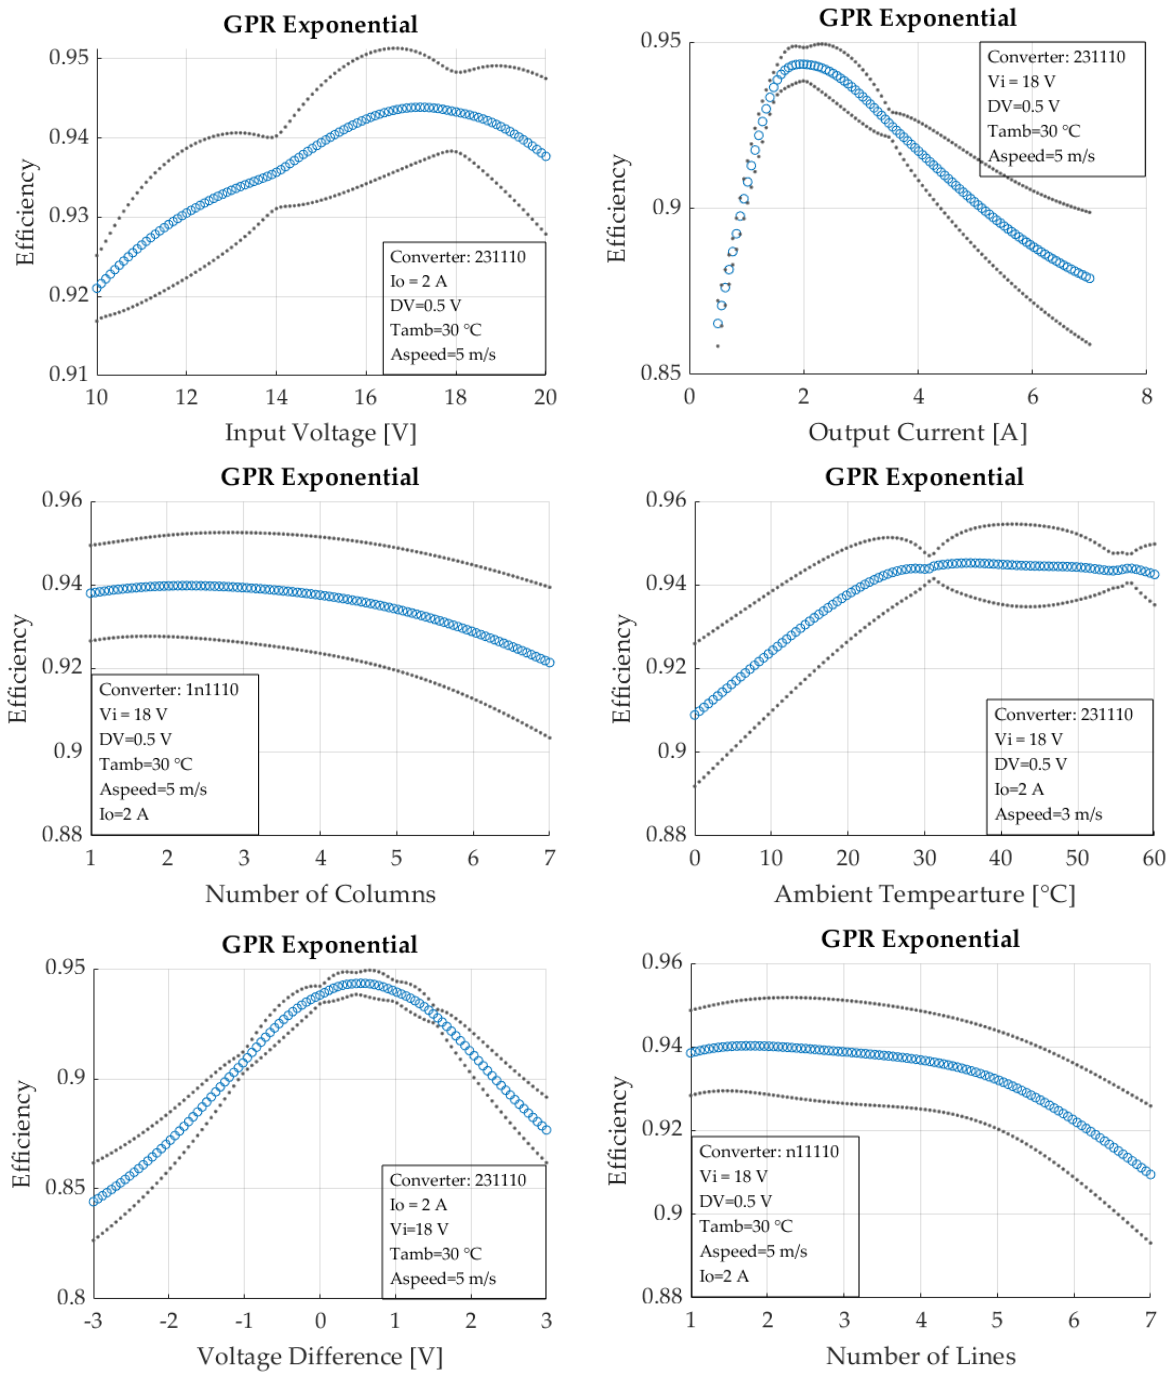 GPR Exponential
0.95
0.94
0.93
0.92
0.91
Efficiency
10 12 14 16 18 20
Input Voltage [V]
Converter: 231110
Io = 2 A
DV=0.5 V
Tamb=30 °C
Aspeed=5 m/s
GPR Exponential
0.95
0.9
0.85
Efficiency
0 2 4 6 8
Output Current [A]
Converter: 231110
Vi = 18 V
DV=0.5 V
Tamb=30 °C
Aspeed=5 m/s
GPR Exponential
0.96
0.94
0.92
0.9
0.88
Efficiency
1 2 3 4 5 6 7
Number of Columns
Converter: 1n1110
Vi = 18 V
DV=0.5 V
Tamb=30 °C
Aspeed=5 m/s
Io=2 A
GPR Exponential
0.96
0.94
0.92
0.9
0.88
Efficiency
0 10 20 30 40 50 60
Ambient Tempearture [°C]
Converter: 231110
Vi = 18 V
DV=0.5 V
Io=2 A
Aspeed=3 m/s
GPR Exponential
0.95
0.9
0.85
0.8
Efficiency
-3 -2 -1 0 1 2 3
Voltage Difference [V]
Converter: 231110
Io = 2 A
Vi=18 V
Tamb=30 °C
Aspeed=5 m/s
GPR Exponential
0.96
0.94
0.92
0.9
0.88
Efficiency
1 2 3 4 5 6 7
Number of Lines
Converter: n11110
Vi = 18 V
DV=0.5 V
Tamb=30 °C
Aspeed=5 m/s
Io=2 A